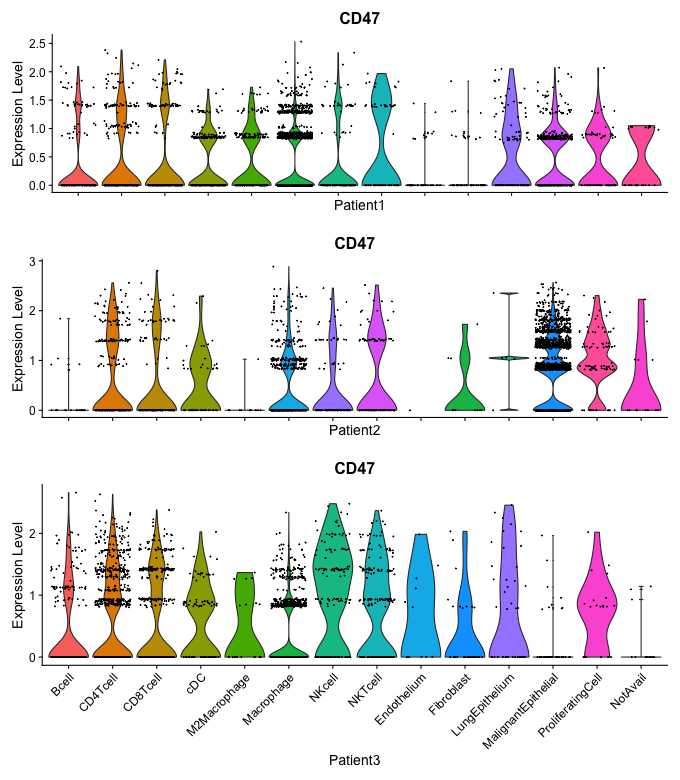 CD47
2.5
2.0
1.5
1.0
0.5
0.0
Expression Level
Patient1
CD47
3
2
1
0
Expression Level
Patient2
CD47
2
1
0
Expression Level
Bcell
CD4Tcell
CD8Tcell
cDC
M2Macrophage
Macrophage
NKcell
NKTcell
Endothelium
Fibroblast
LungEpithelium
MalignantEpithelial
ProliferatingCell
NotAvail
Patient3